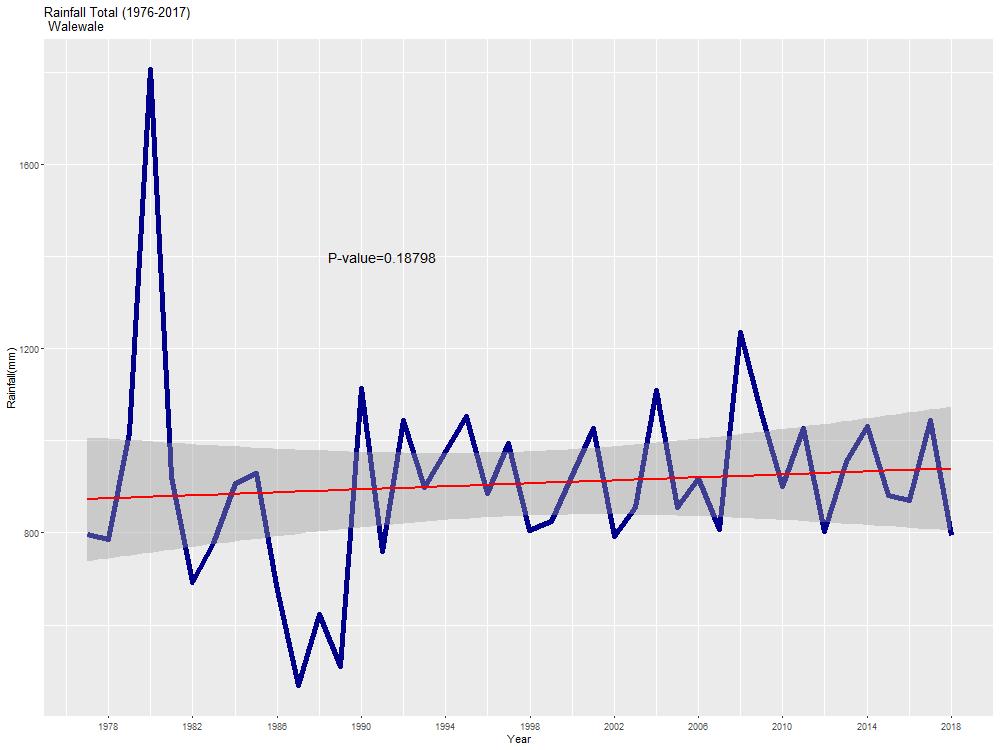 Rainfall Total (1976-2017)
Walewale
P-value=0.18798
Rainfall(mm)
1600
1200
800
1978 1982 1986 1990 1994 1998 2002 2006 2010 2014 2018
Year